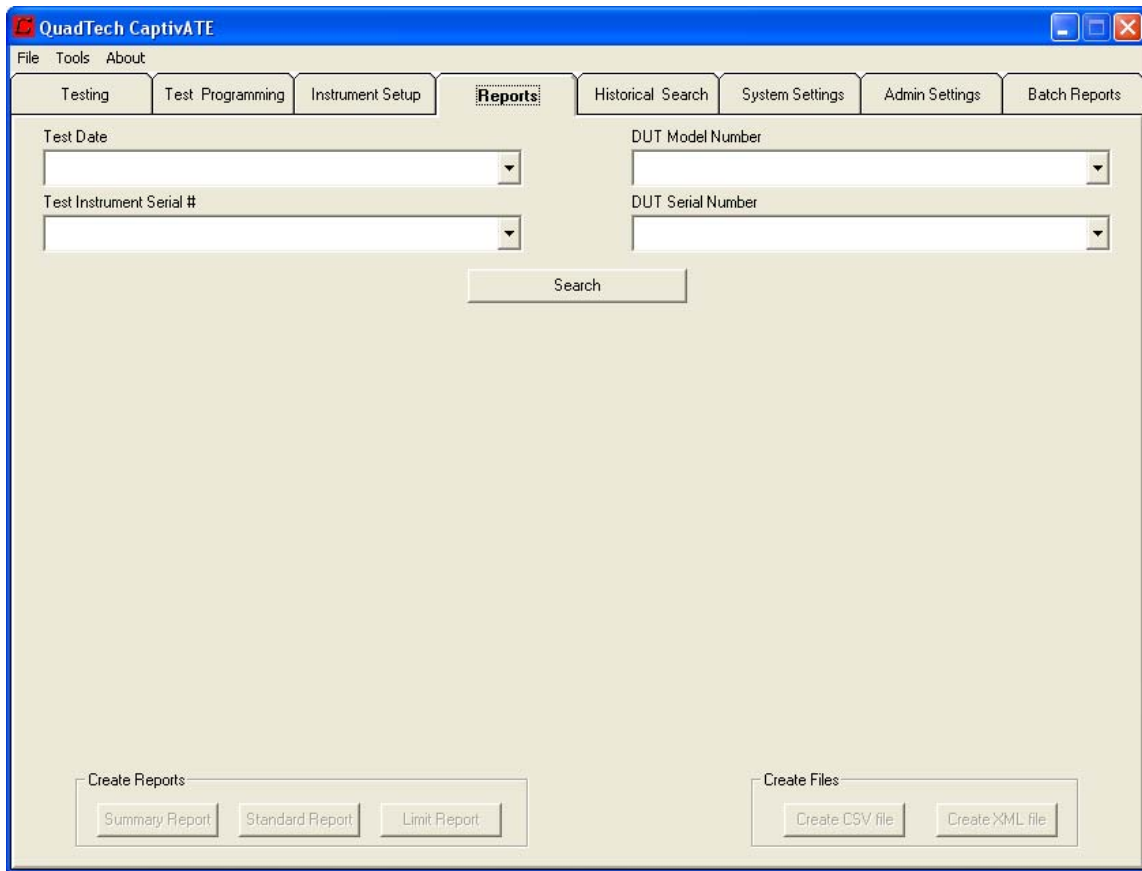 QuadTech CaptivATE
File Tools About
Testing Test Programming Instrument Setup Reports Historical Search System Settings Admin Settings Batch Reports
Test Date DUT Model Number
Test Instrument Serial # DUT Serial Number
Search
Create Reports Create Files
Summary Report Standard Report Limit Report Create CSV file Create XML file